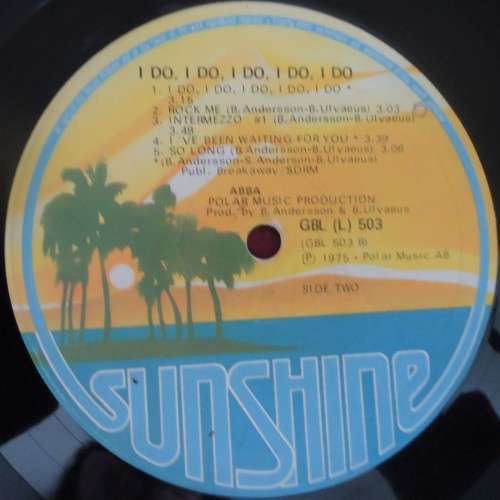 I DO, I DO, I DO, I DO, I DO
1. I DO, I DO, I DO, I DO, I DO *
3.15
2. ROCK ME (B. Andersson-B. Ulvaeus) 3.03
3. INTERMEZZO #1 (B. Andersson-B. Ulvaeus)
3.48
4. I 'VE BEEN WAITING FOR YOU * 3.39
5. SO LONG (B. Andersson-B. Ulvaeus) 3.06
*(B. Andersson-S. Anderson-B. Ulvaeus)
Publ. Breakaway/SDRM
ABBA
POLAR MUSIC PRODUCTION
Prod. by B. Andersson & B. Ulvaeus
GBL (L) 503
(GBL 503 B)
℗ 1975 • Polar Music AB
SIDE TWO
SUNSHINE